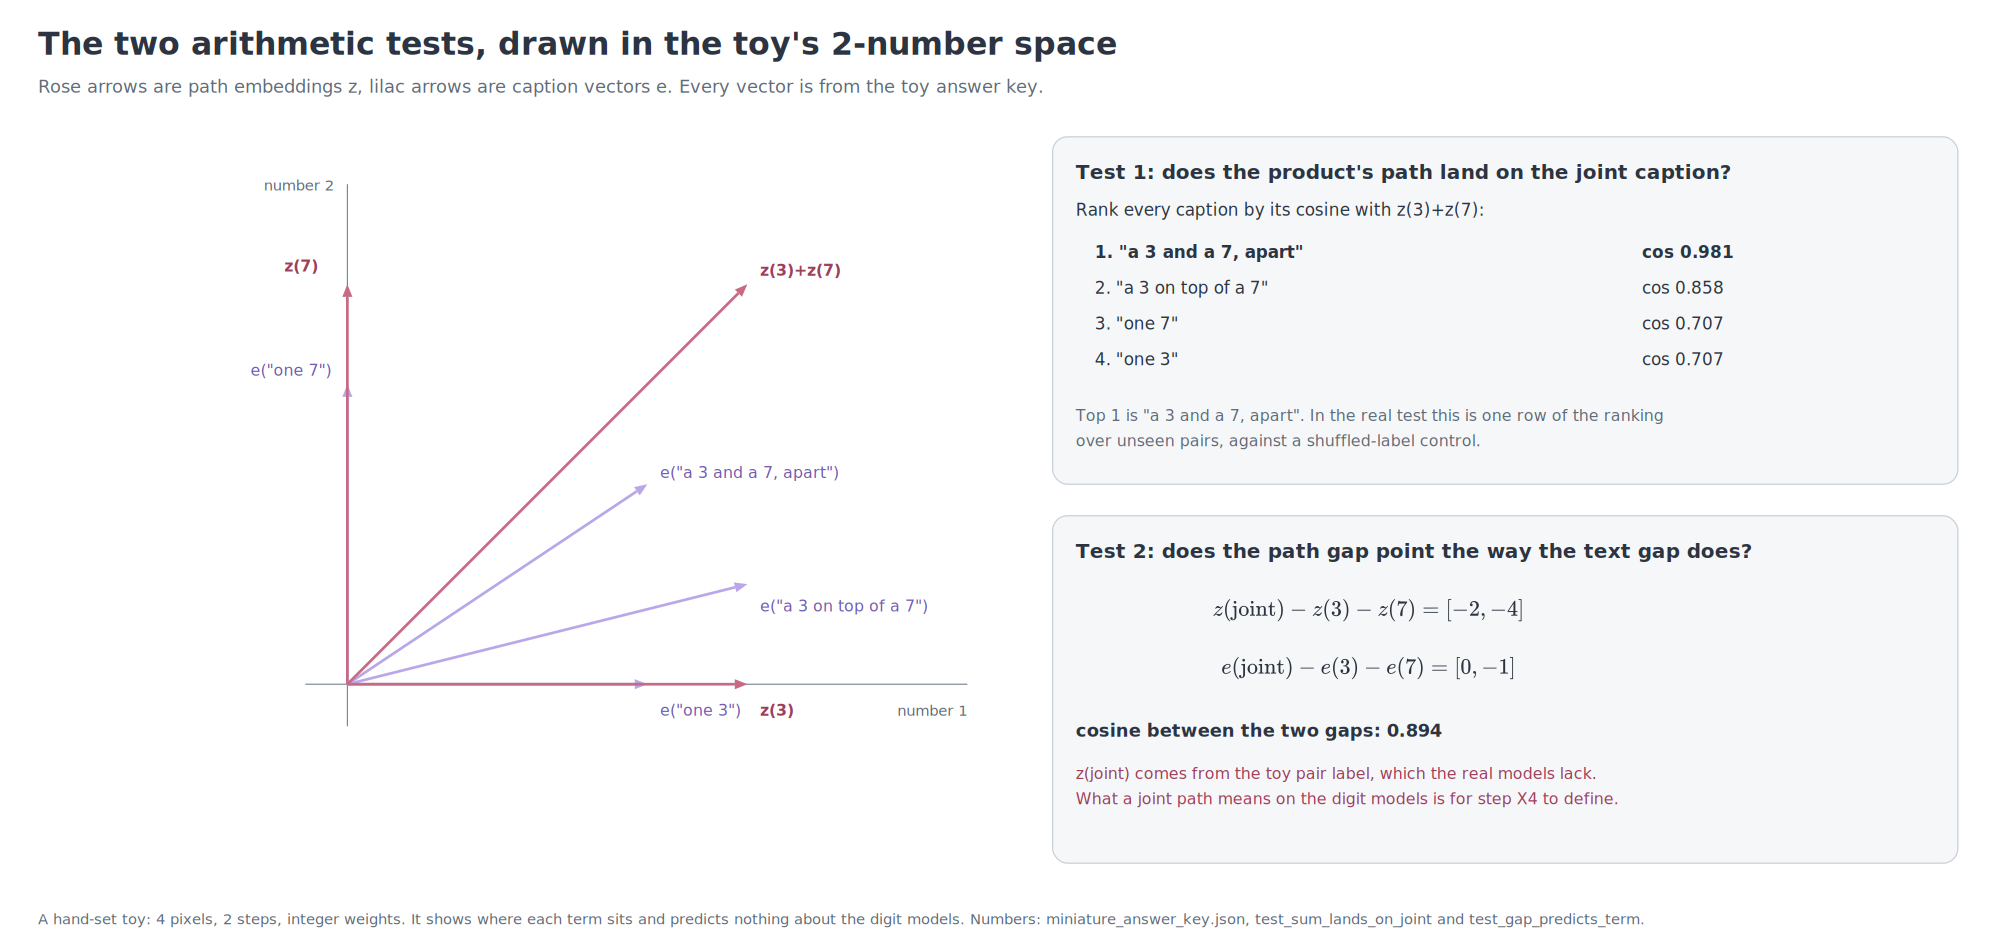 The two arithmetic tests, drawn in the toy's 2-number space
Rose arrows are path embeddings z, lilac arrows are caption vectors e. Every vector is from the toy answer key.
number 2
z(7)
z(3)+z(7)
e("one 7")
e("a 3 and a 7, apart")
e("a 3 on top of a 7")
e("one 3")
z(3)
number 1
Test 1: does the product's path land on the joint caption?
Rank every caption by its cosine with z(3)+z(7):
1. "a 3 and a 7, apart" cos 0.981
2. "a 3 on top of a 7" cos 0.858
3. "one 7" cos 0.707
4. "one 3" cos 0.707
Top 1 is "a 3 and a 7, apart". In the real test this is one row of the ranking
over unseen pairs, against a shuffled-label control.
Test 2: does the path gap point the way the text gap does?
z(joint) − z(3) − z(7) = [−2, −4]
e(joint) − e(3) − e(7) = [0, −1]
cosine between the two gaps: 0.894
z(joint) comes from the toy pair label, which the real models lack.
What a joint path means on the digit models is for step X4 to define.
A hand-set toy: 4 pixels, 2 steps, integer weights. It shows where each term sits and predicts nothing about the digit models. Numbers: miniature_answer_key.json, test_sum_lands_on_joint and test_gap_predicts_term.